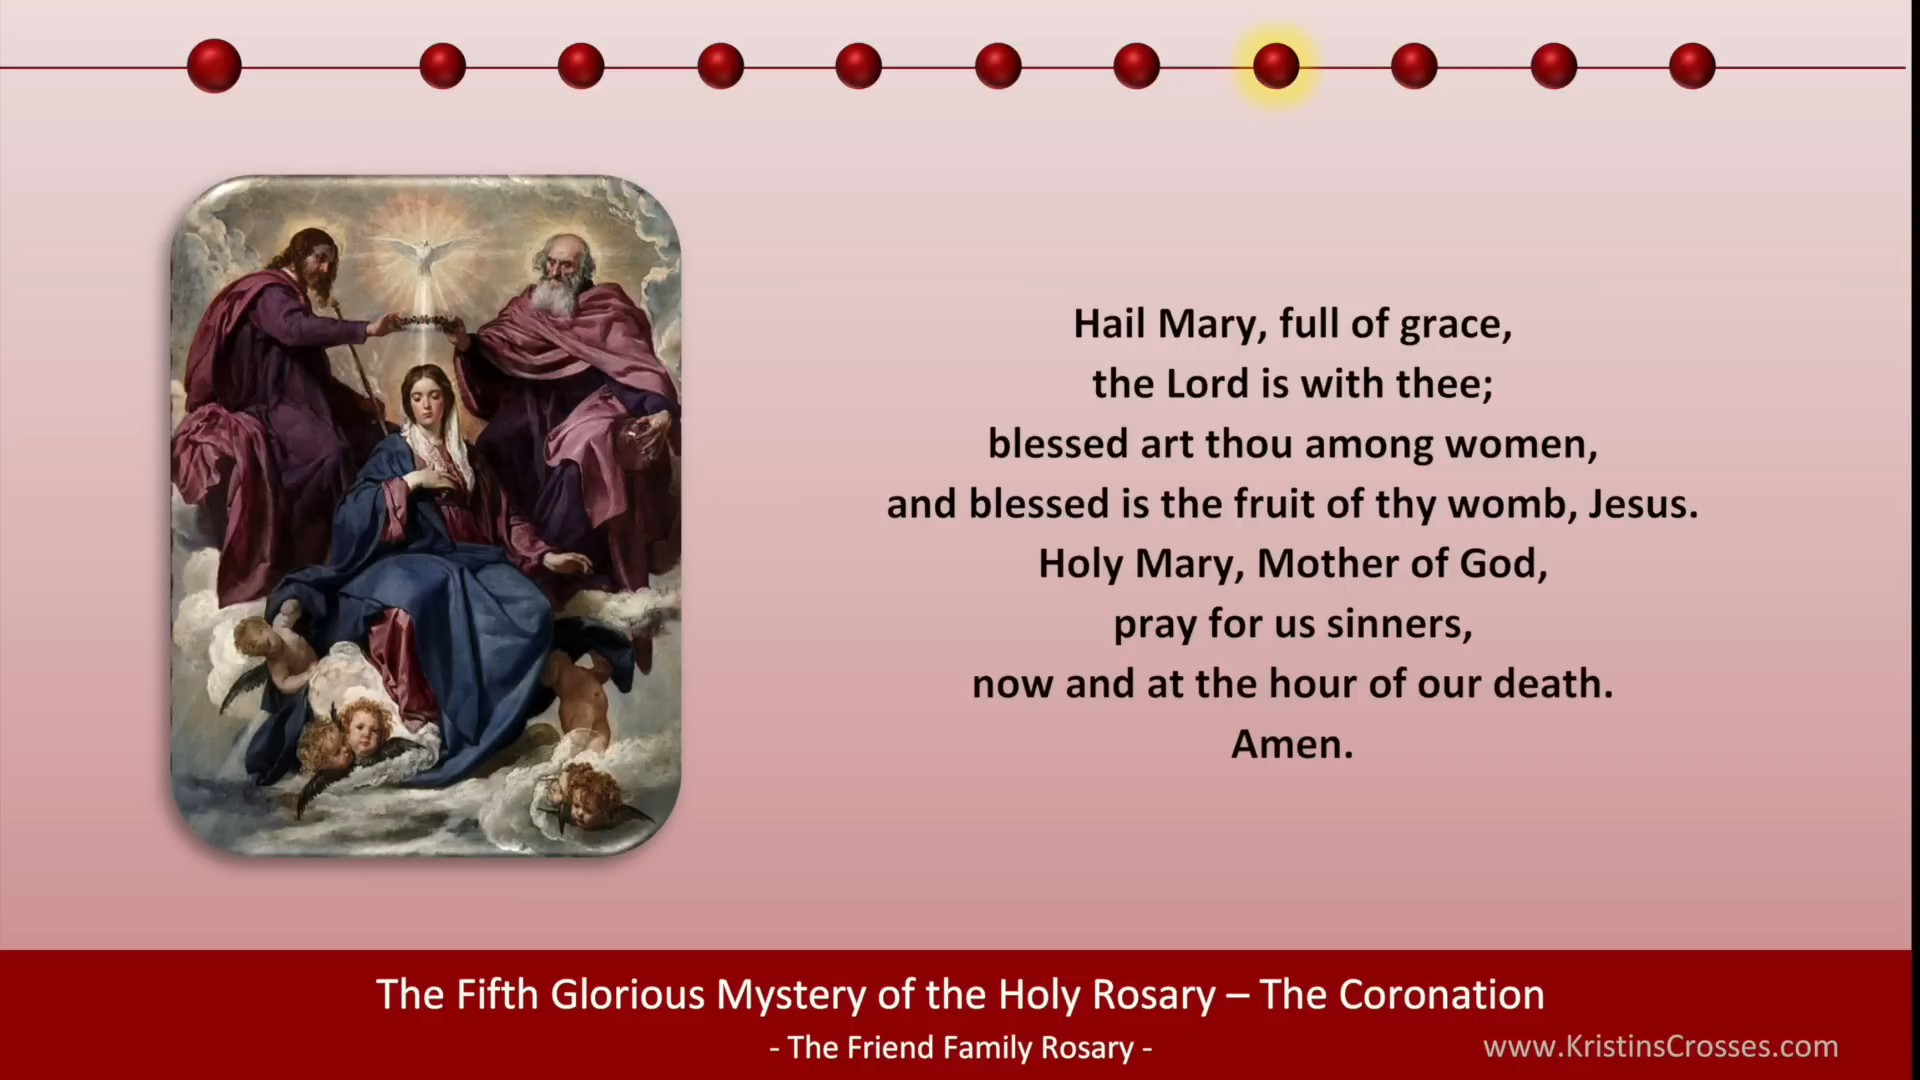 Hail Mary, full of grace,
the Lord is with thee;
blessed art thou among women,
and blessed is the fruit of thy womb, Jesus.
Holy Mary, Mother of God,
pray for us sinners,
now and at the hour of our death.
Amen.
The Fifth Glorious Mystery of the Holy Rosary – The Coronation
- The Friend Family Rosary -
www.KristinsCrosses.com